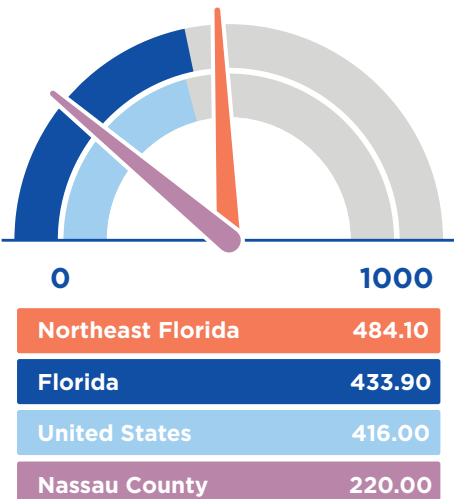 0 1000
Northeast Florida 484.10
Florida 433.90
United States 416.00
Nassau County 220.00